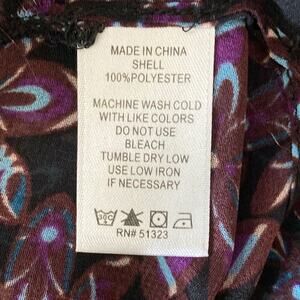 MADE IN CHINA
SHELL
100%POLYESTER
MACHINE WASH COLD
WITH LIKE COLORS
DO NOT USE
BLEACH
TUMBLE DRY LOW
USE LOW IRON
IF NECESSARY
30C
RN# 51323